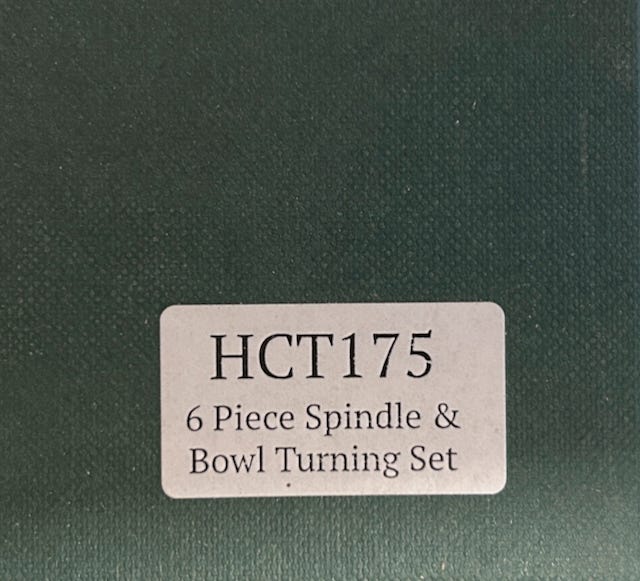 HCT175
6 Piece Spindle &
Bowl Turning Set